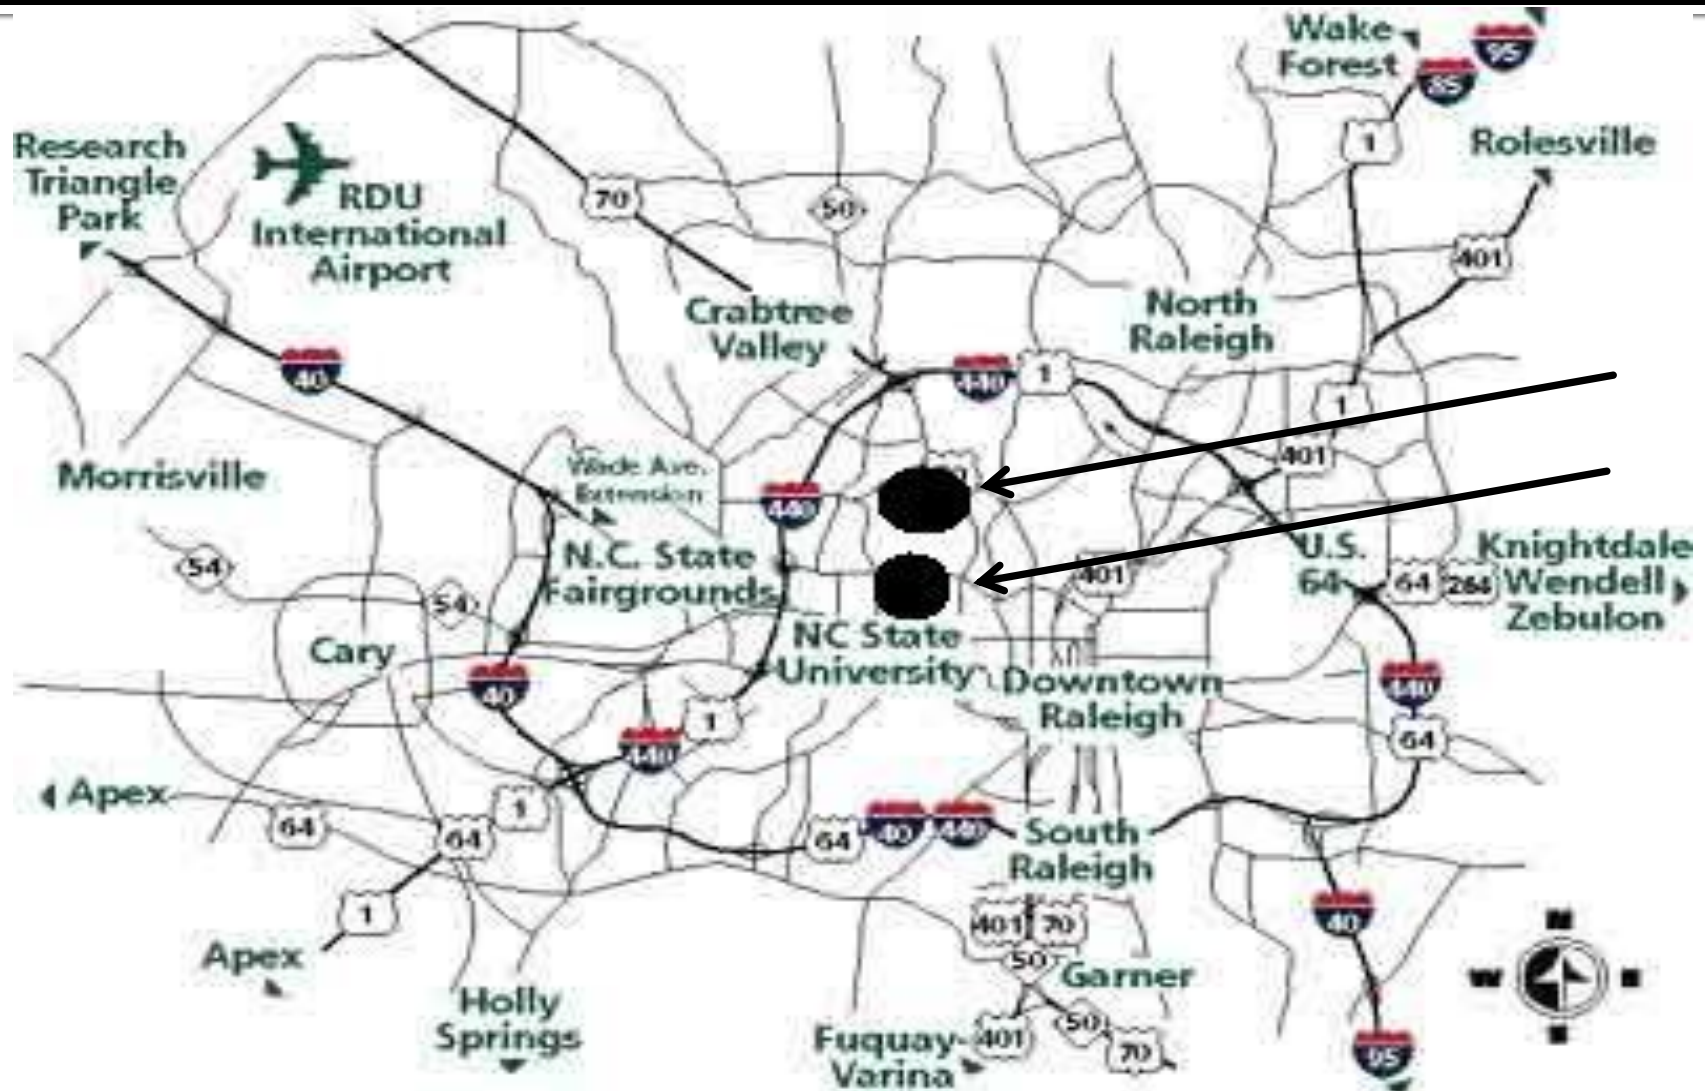 Wake
Forest
95
85
1
Rolesville
Research
Triangle
Park
RDU
International
Airport
70
50
401
Crabtree
Valley
North
Raleigh
40
440
1
1
401
Morrisville
Wade Ave.
Extension
440
N.C. State
Fairgrounds
54
54
401
U.S.
64
64
264
Knightdale
Wendell
Zebulon
Cary
NC State
University
Downtown
Raleigh
40
440
1
440
64
Apex
64
1
64
64
40
440
South
Raleigh
1
401
70
40
Apex
50
Garner
N
W
E
S
Holly
Springs
Fuquay-
Varina
401
50
70
95